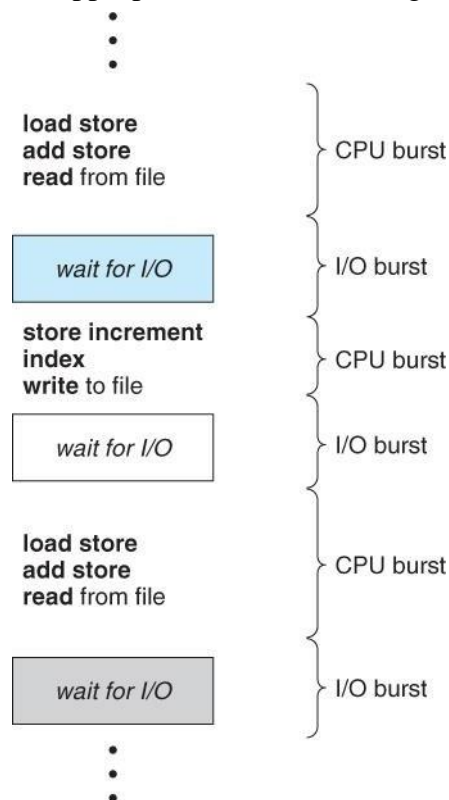 load store
add store
read from file
CPU burst
wait for I/O
I/O burst
store increment
index
write to file
CPU burst
wait for I/O
I/O burst
load store
add store
read from file
CPU burst
wait for I/O
I/O burst